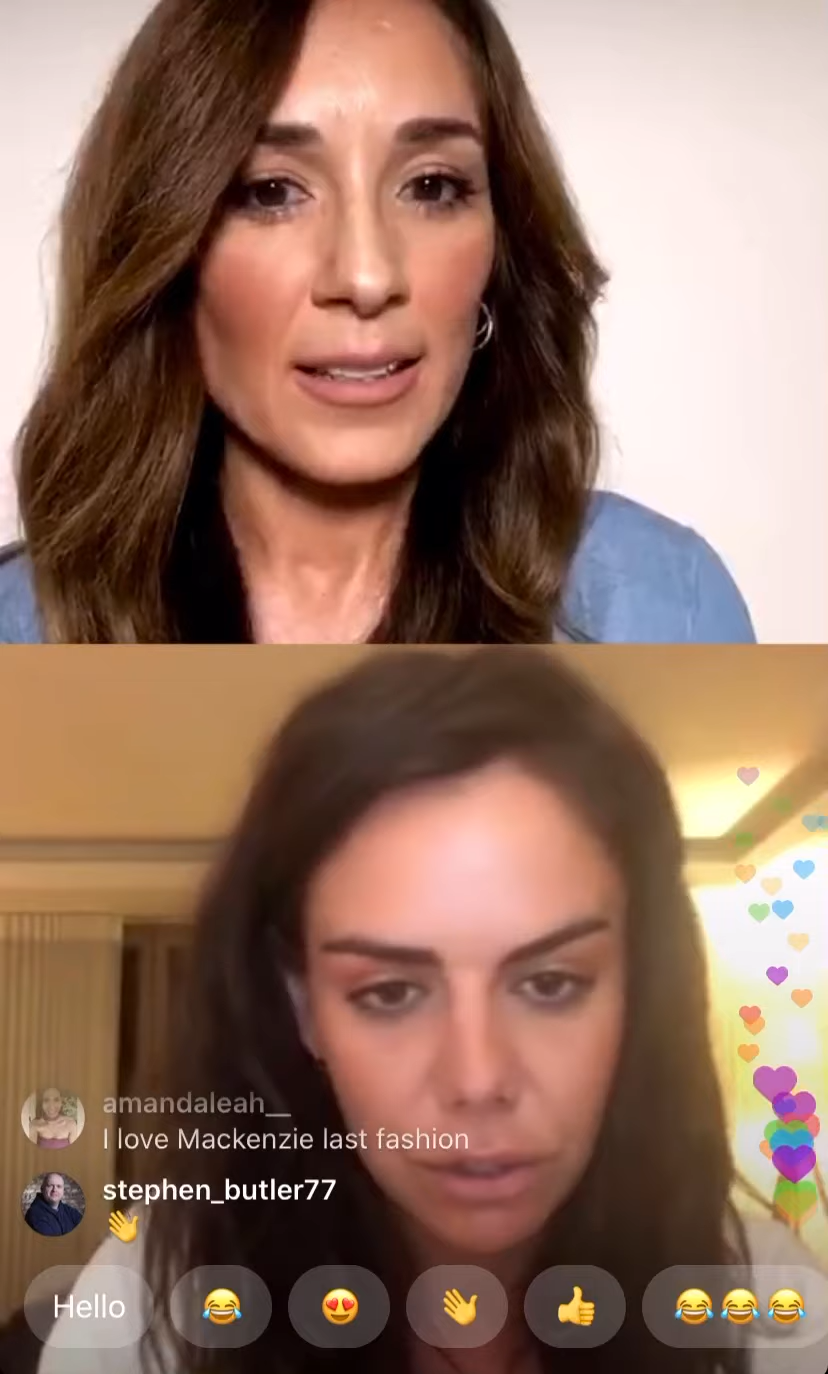 amandaleah__
I love Mackenzie last fashion
stephen_butler77
👋
Hello